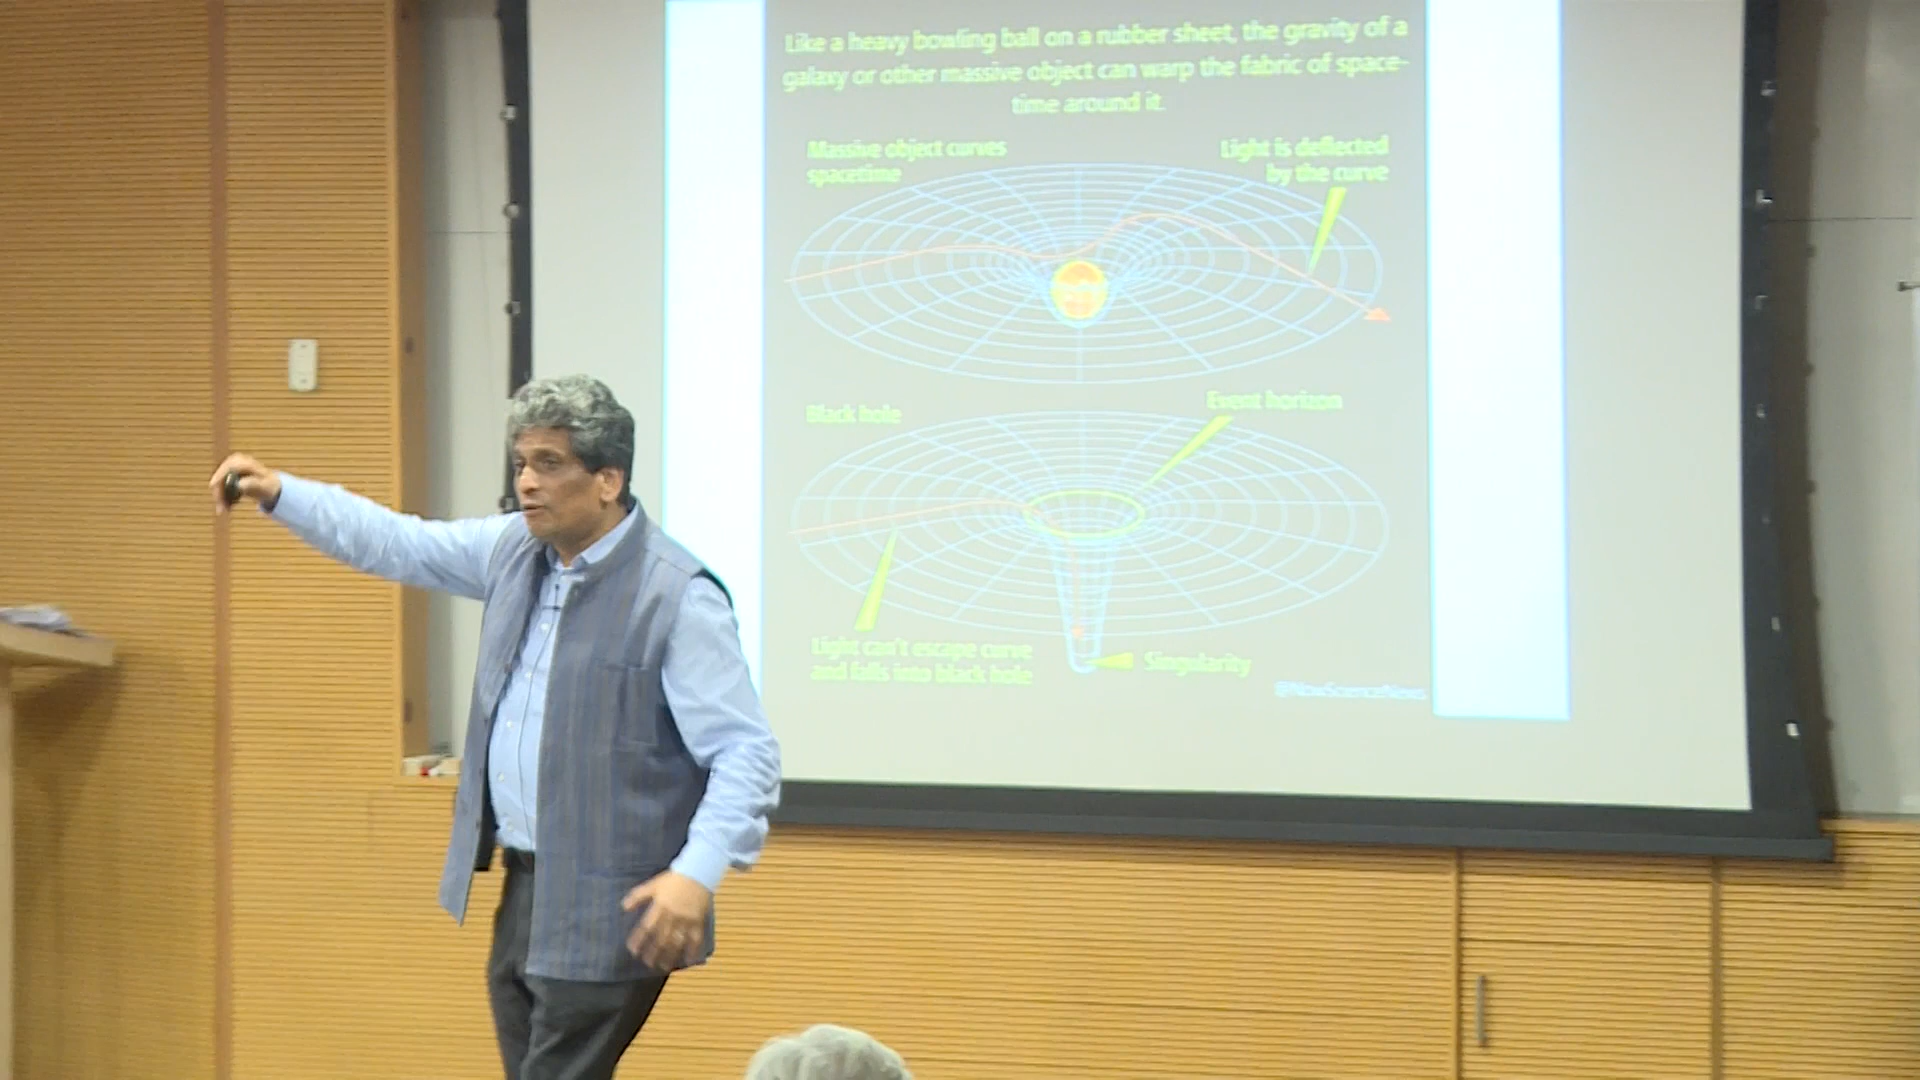 Like a heavy bowling ball on a rubber sheet, the gravity of a
galaxy or other massive object can warp the fabric of space-
time around it.
Massive object curves
spacetime
Light is deflected
by the curve
Black hole
Event horizon
Light can't escape curve
and falls into black hole
Singularity
@NewScienceNews